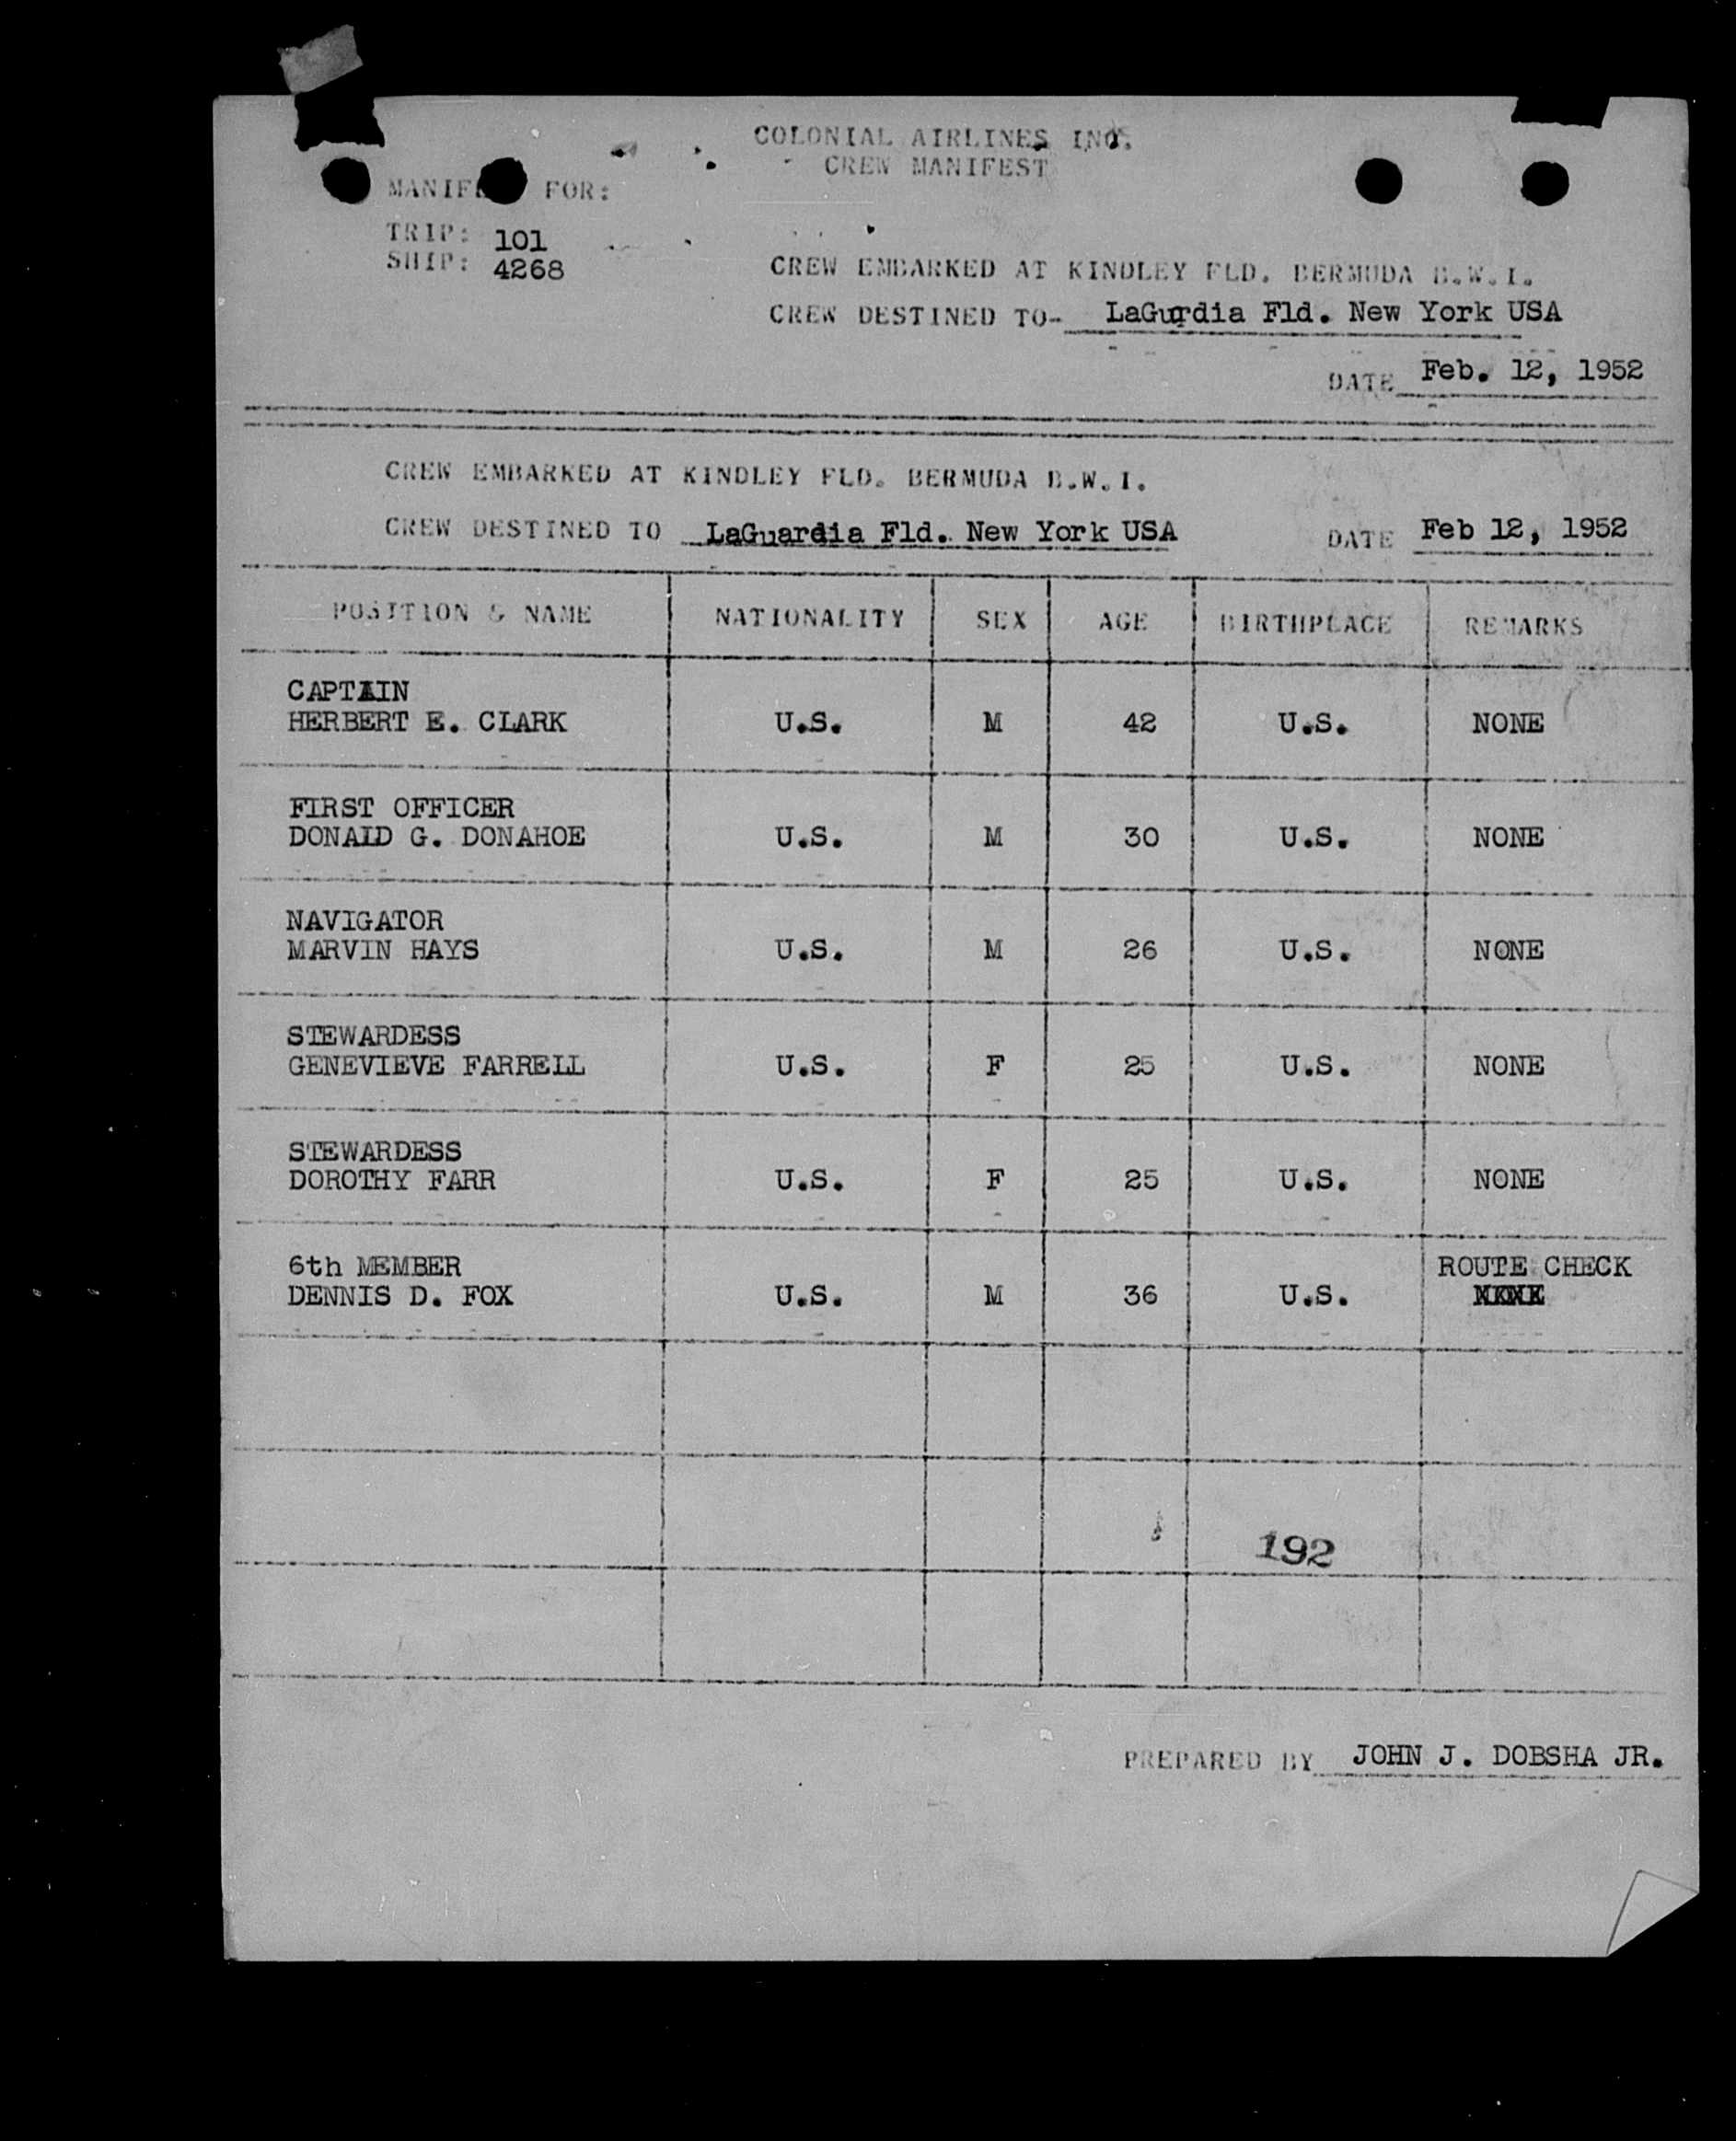 COLONIAL AIRLINES INC.
CREW MANIFEST
FOR:
TRIP: 101
SHIP: 4268
CREW EMBARKED AT KINDLEY FLD. BERMUDA B.W.I.
CREW DESTINED TO- LaGurdia Fld. New York USA
DATE Feb. 12, 1952
CREW EMBARKED AT KINDLEY FLD. BERMUDA B.W.I.
CREW DESTINED TO LaGuardia Fld. New York USA DATE Feb 12, 1952
POSITION & NAME NATIONALITY SEX AGE BIRTHPLACE REMARKS
CAPTAIN
HERBERT E. CLARK U.S. M 42 U.S. NONE
FIRST OFFICER
DONALD G. DONAHOE U.S. M 30 U.S. NONE
NAVIGATOR
MARVIN HAYS U.S. M 26 U.S. NONE
STEWARDESS
GENEVIEVE FARRELL U.S. F 25 U.S. NONE
STEWARDESS
DOROTHY FARR U.S. F 25 U.S. NONE
6th MEMBER ROUTE CHECK
DENNIS D. FOX U.S. M 36 U.S.
192
PREPARED BY JOHN J. DOBSHA JR.